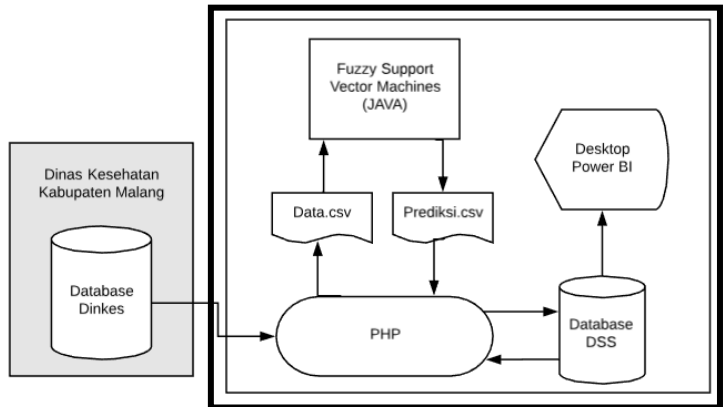 Fuzzy Support
Vector Machines
(JAVA)
Desktop
Power BI
Dinas Kesehatan
Kabupaten Malang
Data.csv
Prediksi.csv
Database
Dinkes
PHP
Database
DSS